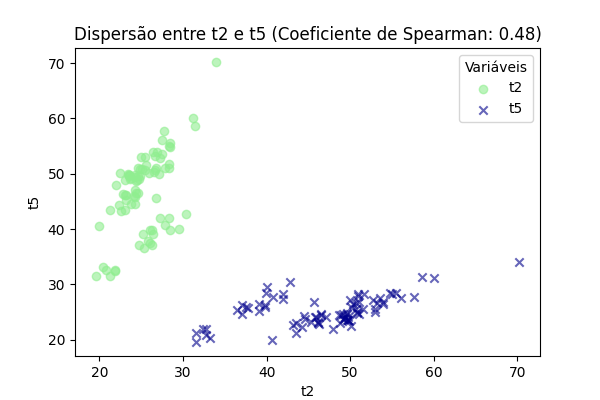 Dispersão entre t2 e t5 (Coeficiente de Spearman: 0.48)
Variáveis
t2
t5
70
60
50
40
30
20
t5
20 30 40 50 60 70
t2